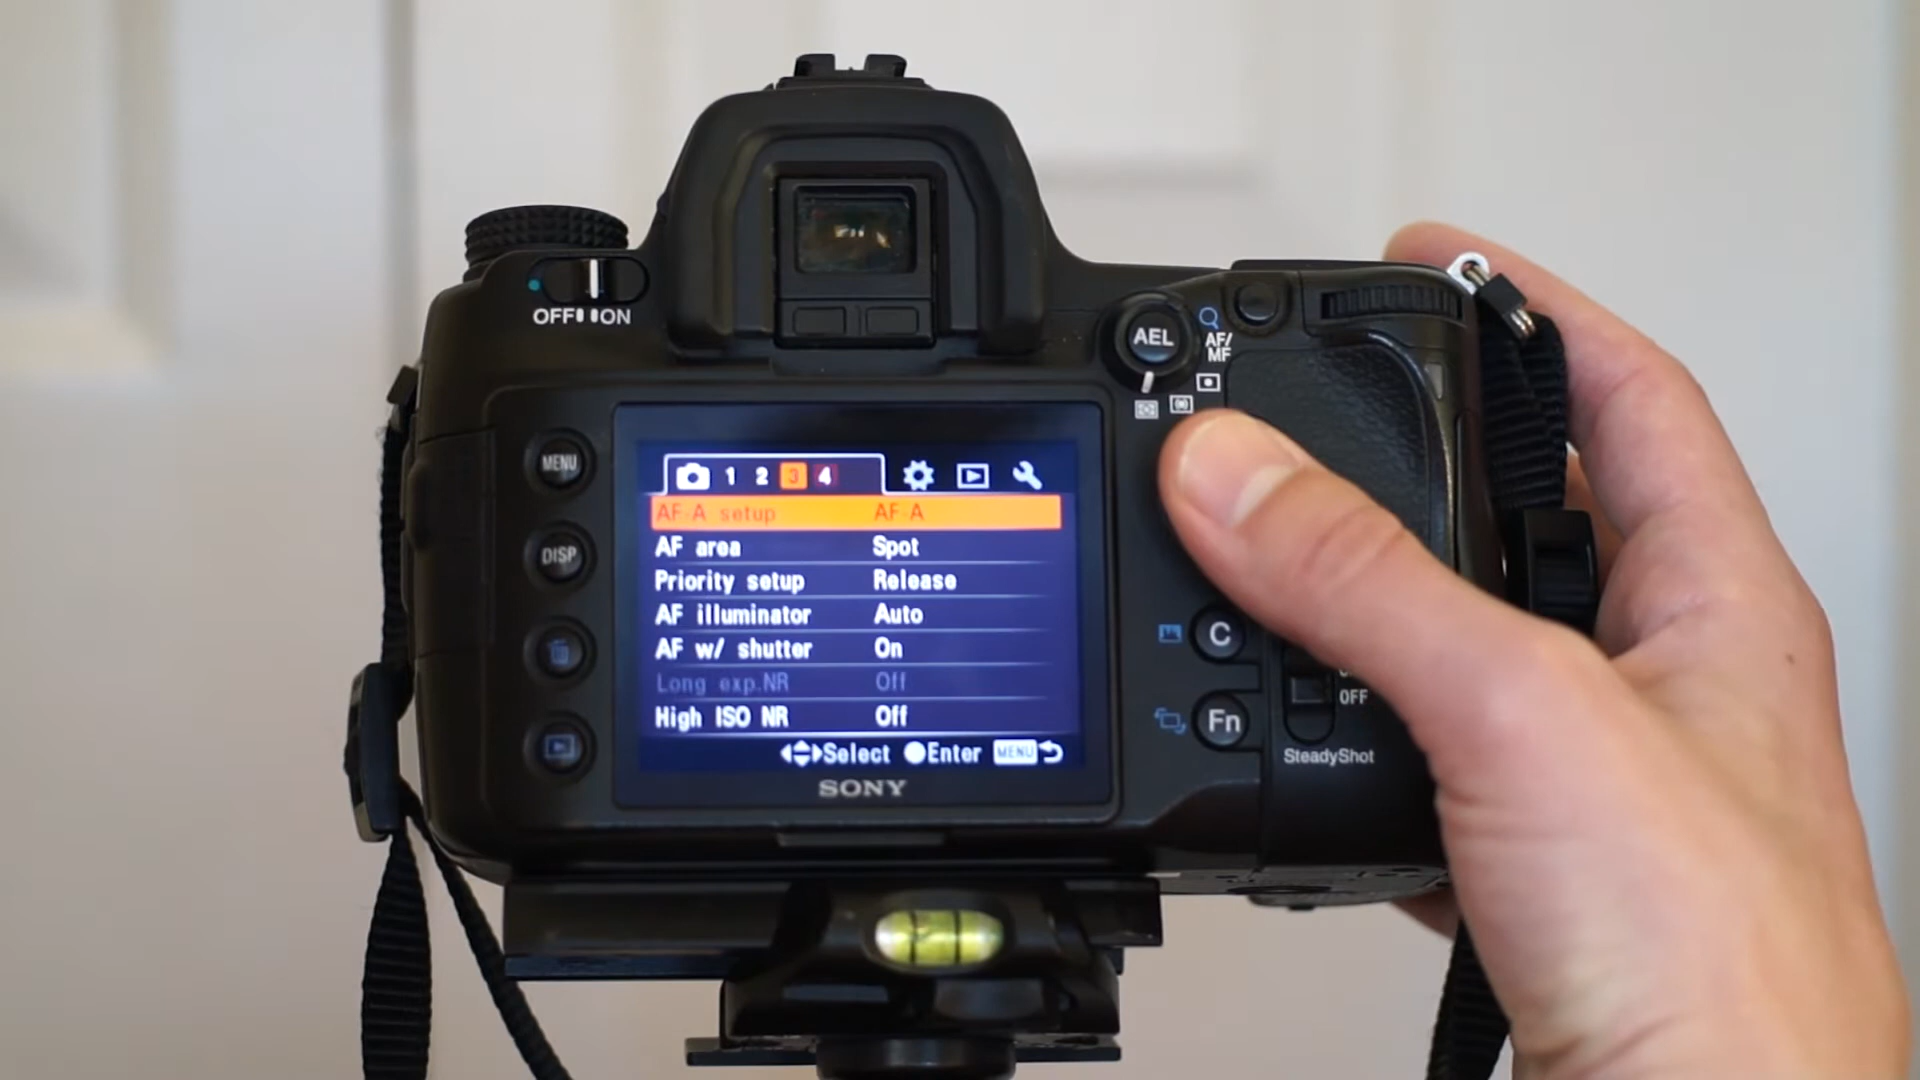 OFF ON
AEL
AF/
MF
MENU
DISP
1 2 3 4
AF-A setup AF-A
AF area Spot
Priority setup Release
AF illuminator Auto
AF w/ shutter On
Long exp.NR Off
High ISO NR Off
Select Enter MENU
SONY
C
Fn
OFF
SteadyShot